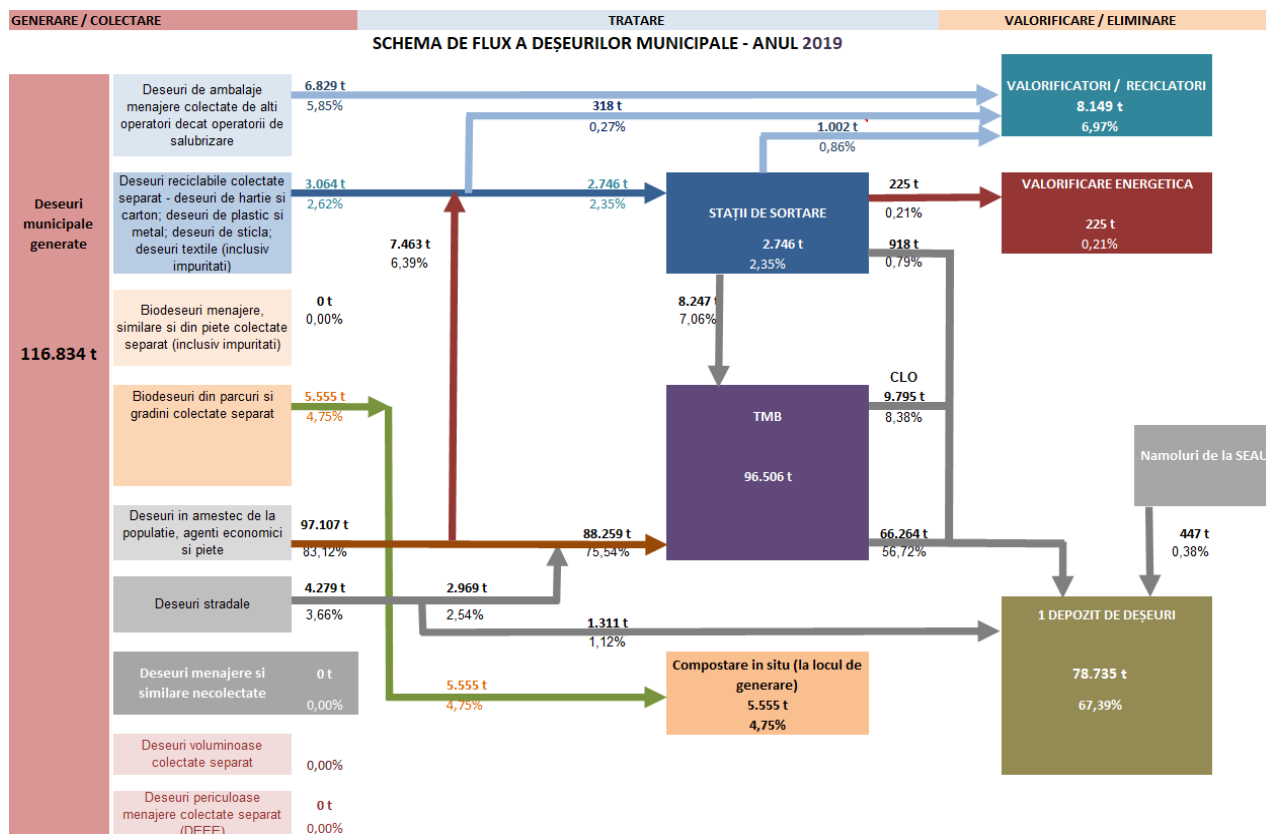 GENERARE / COLECTARE
TRATARE
VALORIFICARE / ELIMINARE
SCHEMA DE FLUX A DEȘEURILOR MUNICIPALE - ANUL 2019
Deseuri
municipale
generate
116.834 t
Deseuri de ambalaje
menajere colectate de alti
operatori decat operatorii de
salubrizare
6.829 t
5,85%
318 t
0,27%
1.002 t
0,86%
VALORIFICATORI / RECICLATORI
8.149 t
6,97%
Deseuri reciclabile colectate
separat - deseuri de hartie si
carton; deseuri de plastic si
metal; deseuri de sticla;
deseuri textile (inclusiv
impuritati)
3.064 t
2,62%
2.746 t
2,35%
7.463 t
6,39%
STAȚII DE SORTARE
2.746 t
2,35%
225 t
0,21%
918 t
0,79%
VALORIFICARE ENERGETICA
225 t
0,21%
Biodeseuri menajere,
similare si din piete colectate
separat (inclusiv impuritati)
0 t
0,00%
8.247 t
7,06%
Biodeseuri din parcuri si
gradini colectate separat
5.555 t
4,75%
TMB
96.506 t
CLO
9.795 t
8,38%
Namoluri de la SEAU
Deseuri in amestec de la
populatie, agenti economici
si piete
97.107 t
83,12%
88.259 t
75,54%
66.264 t
56,72%
447 t
0,38%
Deseuri stradale
4.279 t
3,66%
2.969 t
2,54%
1.311 t
1,12%
1 DEPOZIT DE DEȘEURI
78.735 t
67,39%
Deseuri menajere si
similare necolectate
0 t
0,00%
5.555 t
4,75%
Compostare in situ (la locul de
generare)
5.555 t
4,75%
Deseuri voluminoase
colectate separat
0,00%
Deseuri periculoase
menajere colectate separat
(DEEE)
0 t
0,00%